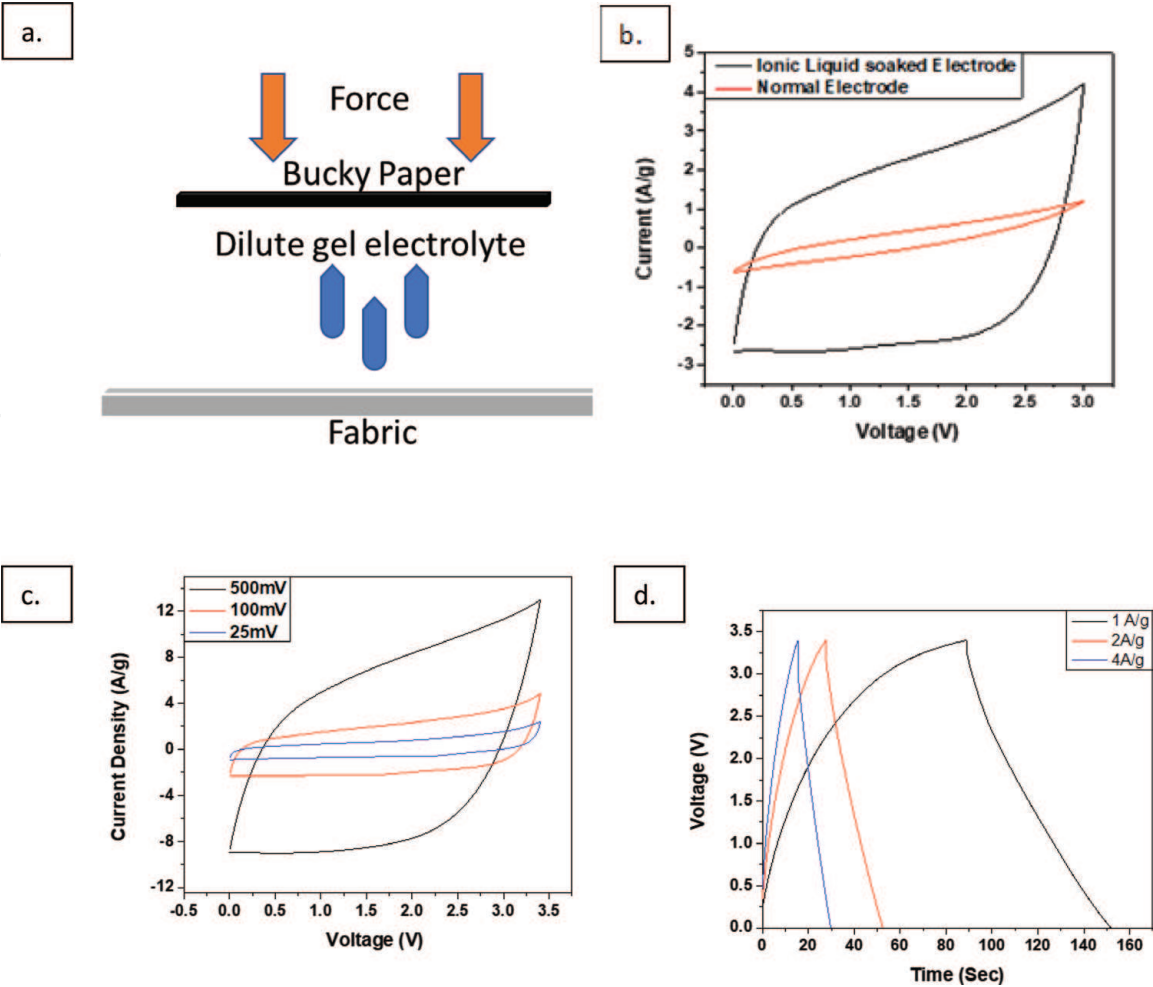 a.
Force
Bucky Paper
Dilute gel electrolyte
Fabric
b.
5
4
3
2
1
0
-1
-2
-3
Current (A/g)
Ionic Liquid soaked Electrode
Normal Electrode
0.0 0.5 1.0 1.5 2.0 2.5 3.0
Voltage (V)
c.
12
8
4
0
-4
-8
-12
Current Density (A/g)
500mV
100mV
25mV
-0.5 0.0 0.5 1.0 1.5 2.0 2.5 3.0 3.5
Voltage (V)
d.
3.5
3.0
2.5
2.0
1.5
1.0
0.5
0.0
Voltage (V)
1 A/g
2A/g
4A/g
0 20 40 60 80 100 120 140 160
Time (Sec)